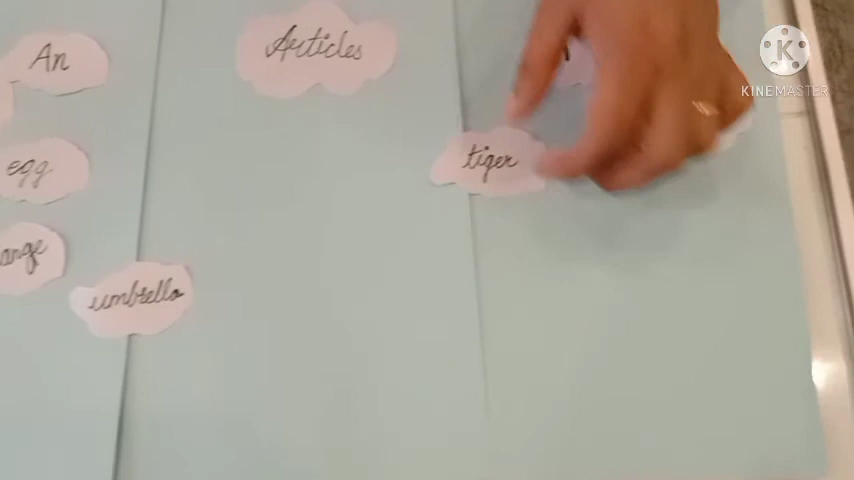 An
Articles
egg
tiger
ange
umbrella
KINEMASTER